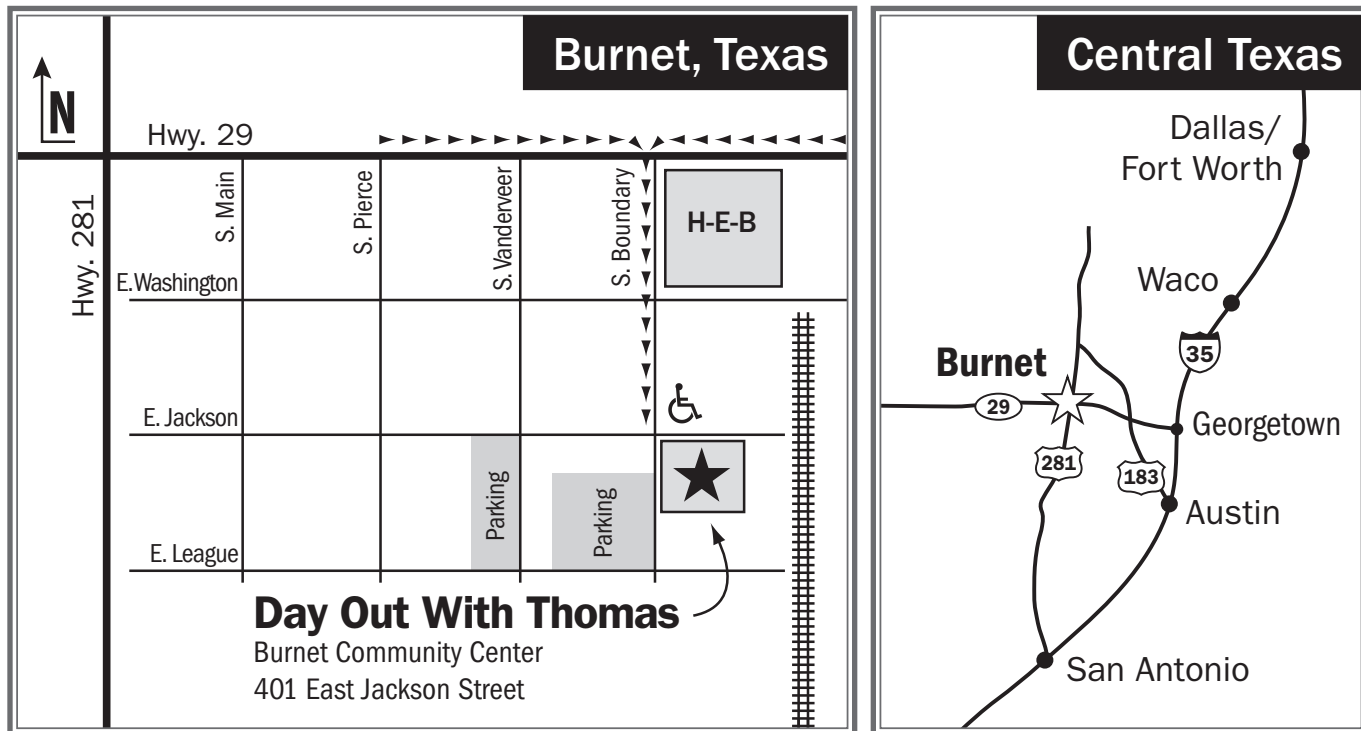 Burnet, Texas
N
Hwy. 29
Hwy. 281
S. Main
S. Pierce
S. Vanderveer
S. Boundary
H-E-B
E. Washington
E. Jackson
Parking
Parking
E. League
Day Out With Thomas
Burnet Community Center
401 East Jackson Street
Central Texas
Dallas/
Fort Worth
Waco
35
Burnet
29
Georgetown
281
183
Austin
San Antonio